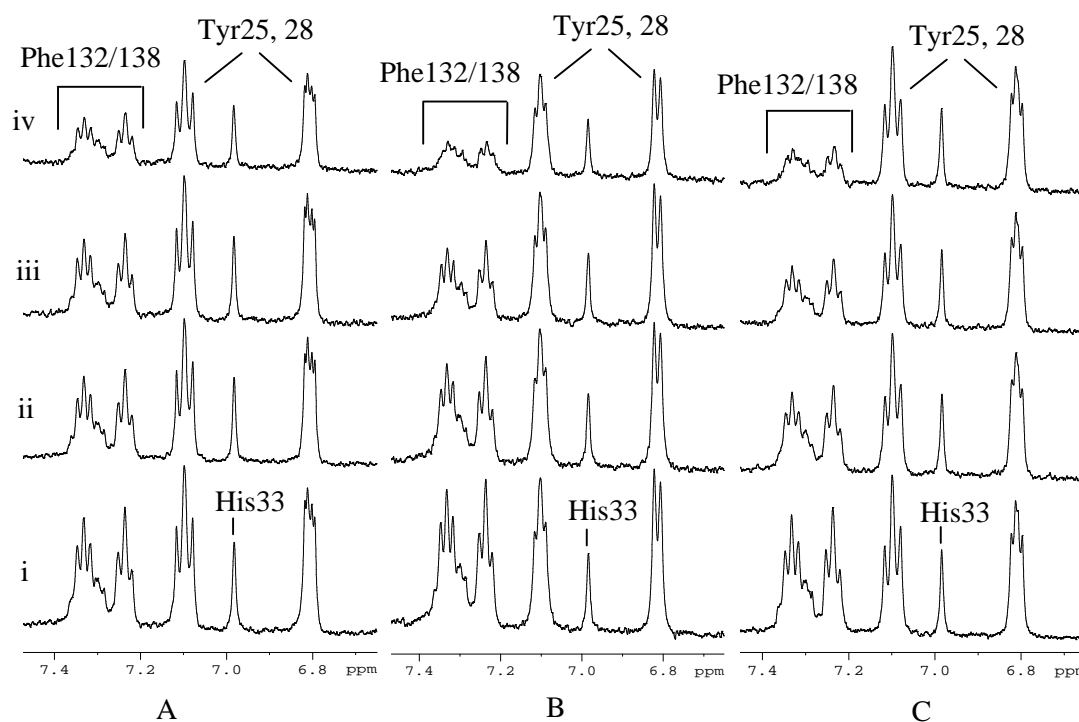 Tyr25, 28
Phe132/138
iv
iii
ii
His33
i
7.4 7.2 7.0 6.8 ppm
A
Tyr25, 28
Phe132/138
His33
7.4 7.2 7.0 6.8 ppm
B
Tyr25, 28
Phe132/138
His33
7.4 7.2 7.0 6.8 ppm
C